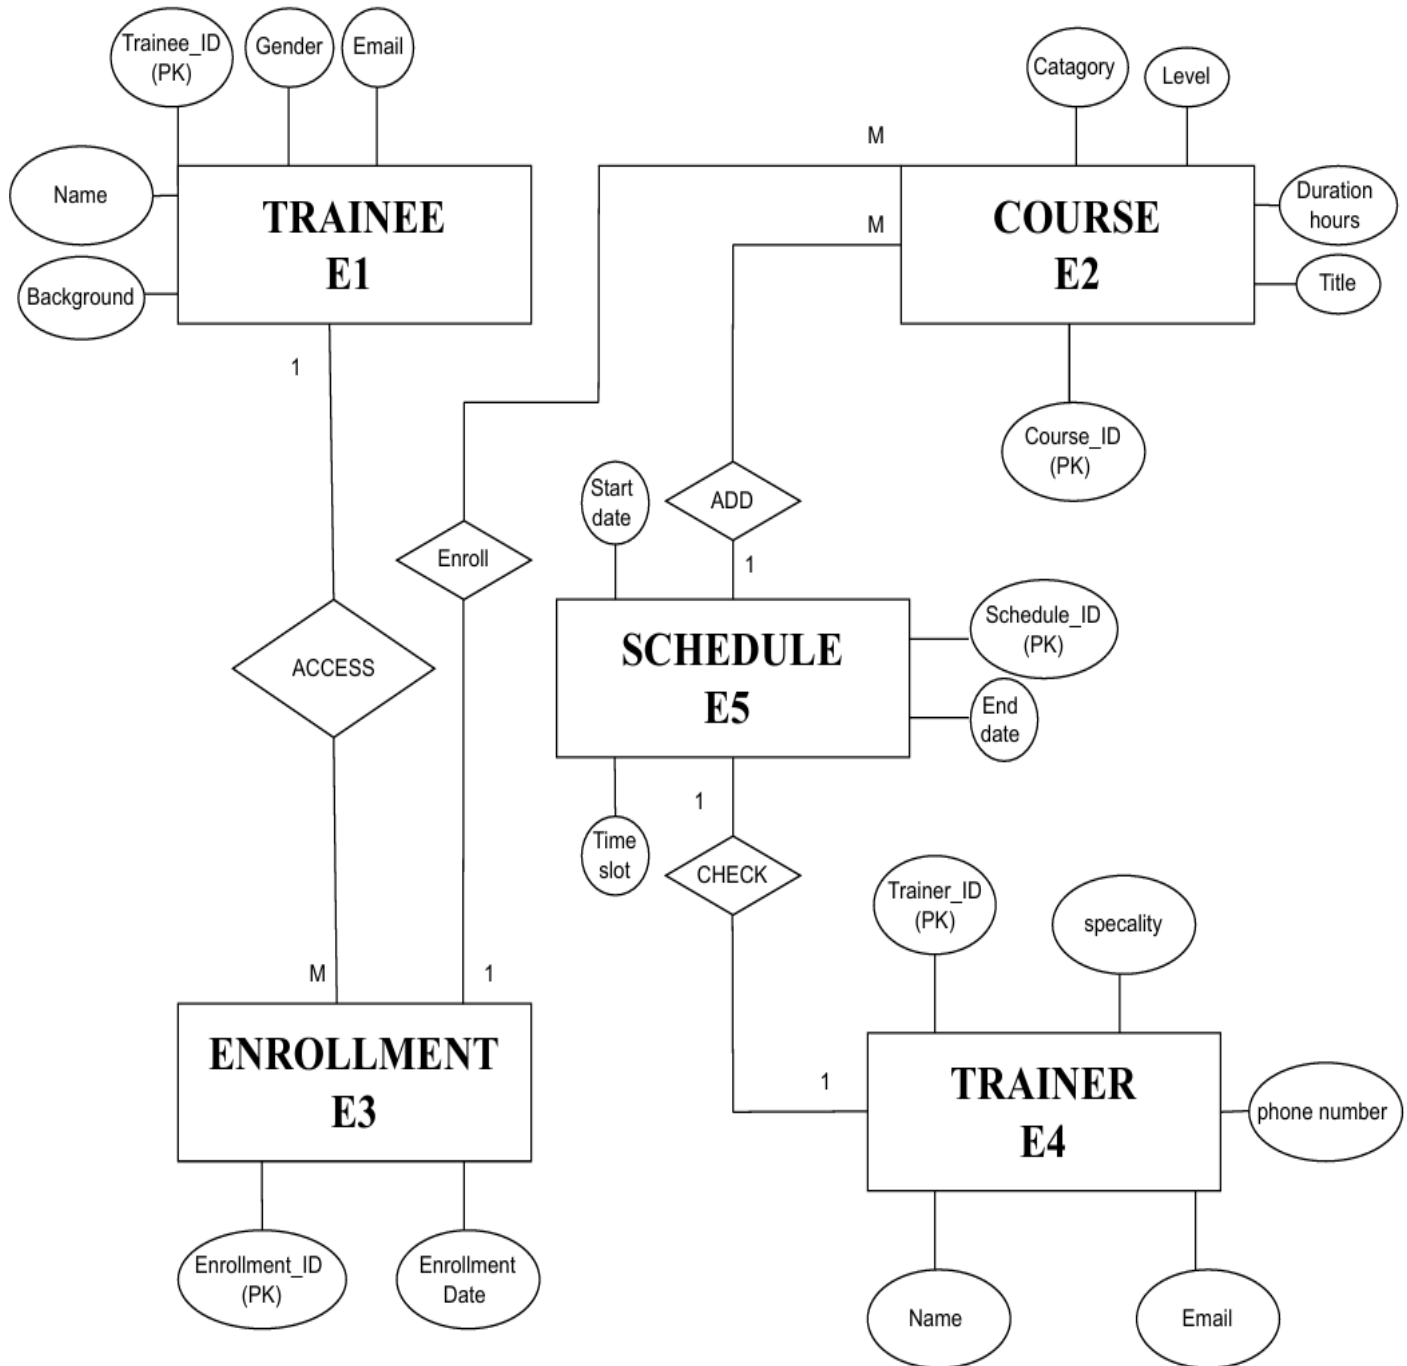 Trainee_ID
(PK)
Gender
Email
Catagory
Level
M
Name
TRAINEE
E1
Background
M
COURSE
E2
Duration
hours
Title
1
Course_ID
(PK)
Start
date
ADD
Enroll
1
Schedule_ID
(PK)
SCHEDULE
E5
ACCESS
End
date
1
Time
slot
CHECK
Trainer_ID
(PK)
specality
M
1
ENROLLMENT
E3
1
TRAINER
E4
phone number
Enrollment_ID
(PK)
Enrollment
Date
Name
Email